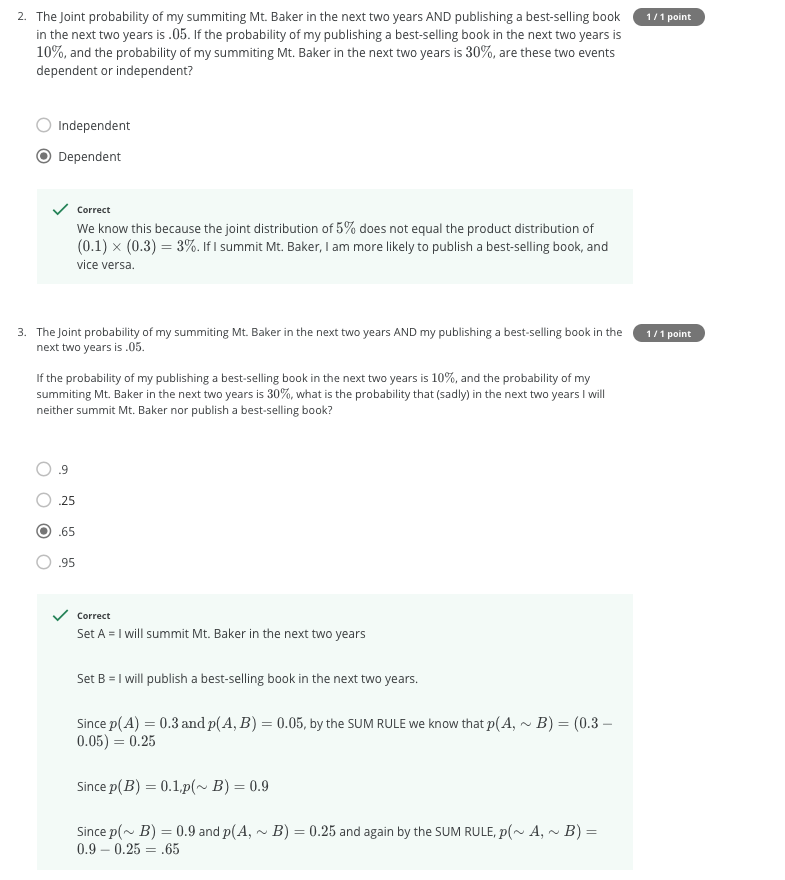 2. The Joint probability of my summiting Mt. Baker in the next two years AND publishing a best-selling book 1 / 1 point
in the next two years is .05. If the probability of my publishing a best-selling book in the next two years is
10%, and the probability of my summiting Mt. Baker in the next two years is 30%, are these two events
dependent or independent?
Independent
Dependent
Correct
We know this because the joint distribution of 5% does not equal the product distribution of
(0.1) × (0.3) = 3%. If I summit Mt. Baker, I am more likely to publish a best-selling book, and
vice versa.
3. The Joint probability of my summiting Mt. Baker in the next two years AND my publishing a best-selling book in the 1 / 1 point
next two years is .05.
If the probability of my publishing a best-selling book in the next two years is 10%, and the probability of my
summiting Mt. Baker in the next two years is 30%, what is the probability that (sadly) in the next two years I will
neither summit Mt. Baker nor publish a best-selling book?
.9
.25
.65
.95
Correct
Set A = I will summit Mt. Baker in the next two years
Set B = I will publish a best-selling book in the next two years.
Since p(A) = 0.3 and p(A, B) = 0.05, by the SUM RULE we know that p(A, ∼ B) = (0.3 −
0.05) = 0.25
Since p(B) = 0.1,p(∼ B) = 0.9
Since p(∼ B) = 0.9 and p(A, ∼ B) = 0.25 and again by the SUM RULE, p(∼ A, ∼ B) =
0.9 − 0.25 = .65